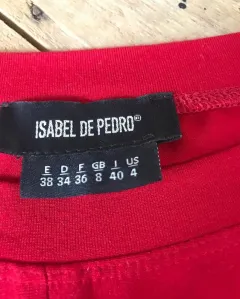 ISABEL DE PEDRO®
E D F GB I US
38 34 36 8 40 4